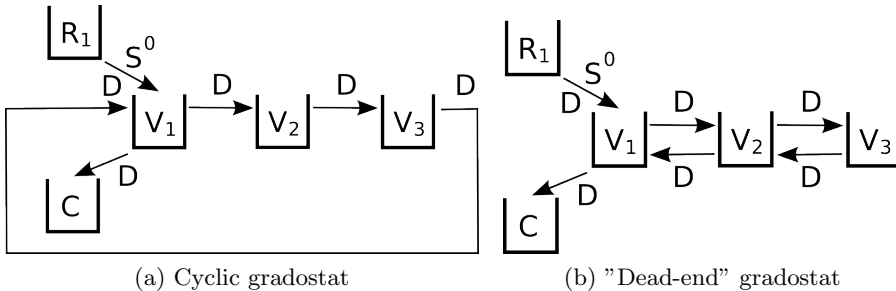 R₁
S⁰
D
D
D
D
V₁
V₂
V₃
D
C
(a) Cyclic gradostat
R₁
S⁰
D
D
D
V₁
V₂
V₃
D
D
D
C
(b) "Dead-end" gradostat